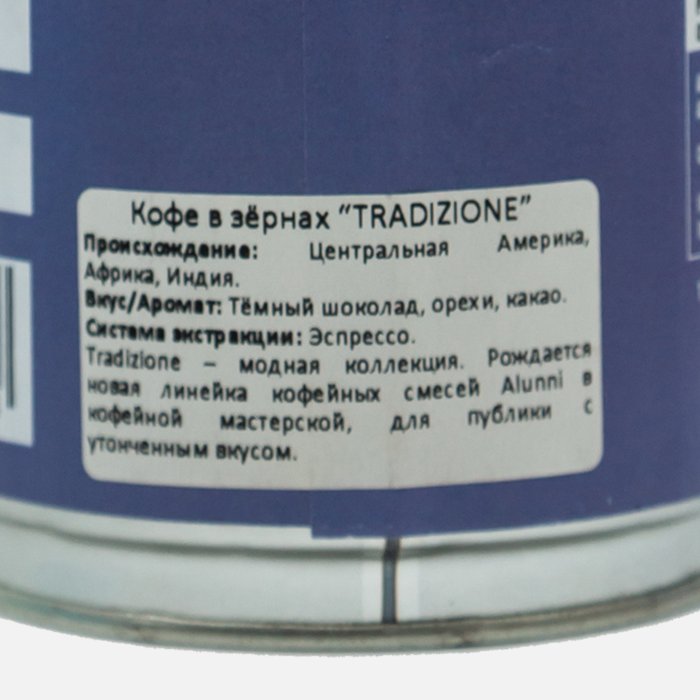 Кофе в зёрнах “TRADIZIONE”
Происхождение: Центральная Америка,
Африка, Индия.
Вкус/Аромат: Тёмный шоколад, орехи, какао.
Система экстракции: Эспрессо.
Tradizione – модная коллекция. Рождается
новая линейка кофейных смесей Alunni в
кофейной мастерской, для публики с
утонченным вкусом.